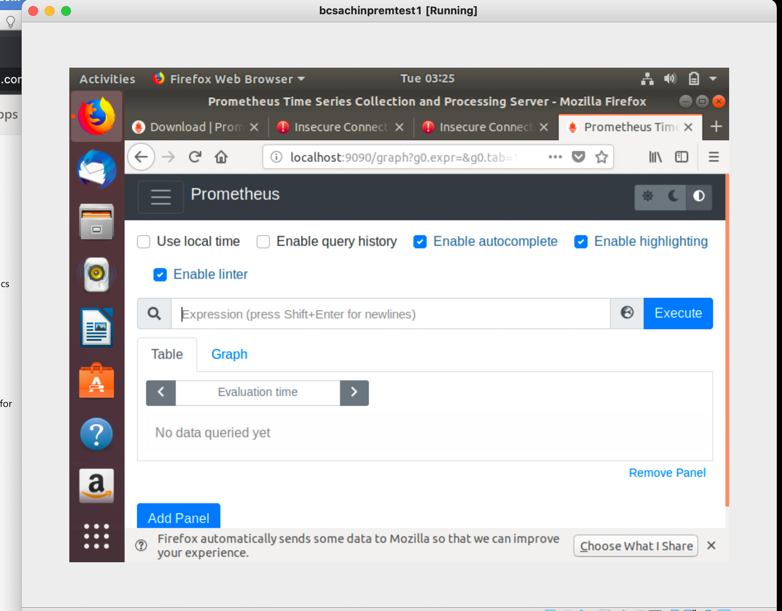 bcsachinpremtest1 [Running]
.cor
pps
cs
for
Activities Firefox Web Browser Tue 03:25
Prometheus Time Series Collection and Processing Server - Mozilla Firefox
Download | Prom Insecure Connect Insecure Connect Prometheus Time
localhost:9090/graph?g0.expr=&g0.tab=
Prometheus
Use local time Enable query history Enable autocomplete Enable highlighting
Enable linter
Expression (press Shift+Enter for newlines) Execute
Table Graph
Evaluation time
No data queried yet
Remove Panel
Add Panel
Firefox automatically sends some data to Mozilla so that we can improve
your experience.
Choose What I Share